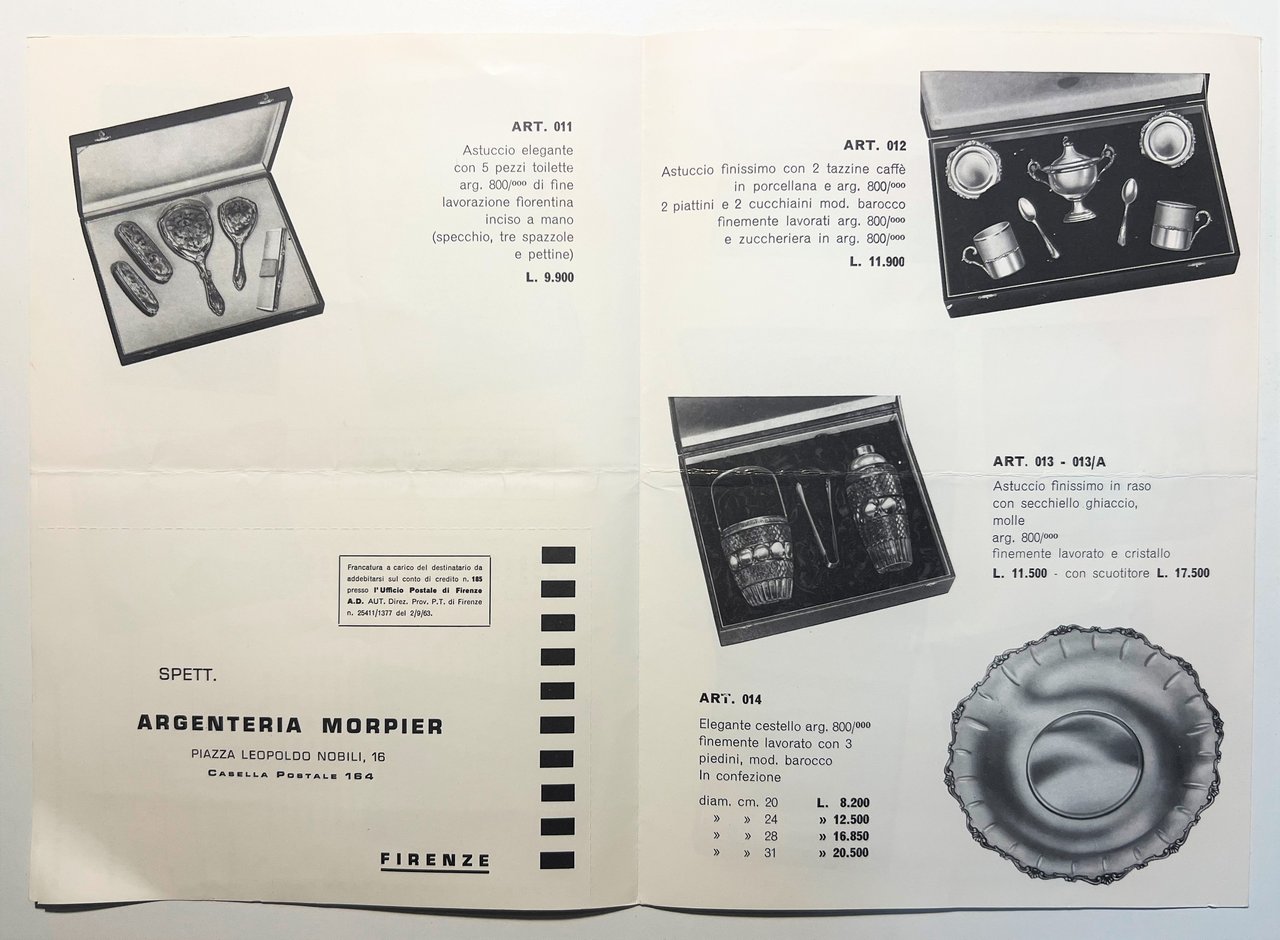 ART. 011
Astuccio elegante
con 5 pezzi toilette
arg. 800/ººº di fine
lavorazione fiorentina
inciso a mano
(specchio, tre spazzole
e pettine)
L. 9.900
Francatura a carico del destinatario da
addebitarsi sul conto di credito n. 185
presso l'Ufficio Postale di Firenze
A.D. AUT. Direz. Prov. P.T. di Firenze
n. 25411/1377 del 2/9/63.
SPETT.
ARGENTERIA MORPIER
PIAZZA LEOPOLDO NOBILI, 16
CASELLA POSTALE 164
FIRENZE
ART. 012
Astuccio finissimo con 2 tazzine caffè
in porcellana e arg. 800/ººº
2 piattini e 2 cucchiaini mod. barocco
finemente lavorati arg. 800/ººº
e zuccheriera in arg. 800/ººº
L. 11.900
ART. 013 - 013/A
Astuccio finissimo in raso
con secchiello ghiaccio,
molle
arg. 800/ººº
finemente lavorato e cristallo
L. 11.500 - con scuotitore L. 17.500
ART. 014
Elegante cestello arg. 800/ººº
finemente lavorato con 3
piedini, mod. barocco
In confezione
diam. cm. 20 L. 8.200
» » 24 » 12.500
» » 28 » 16.850
» » 31 » 20.500